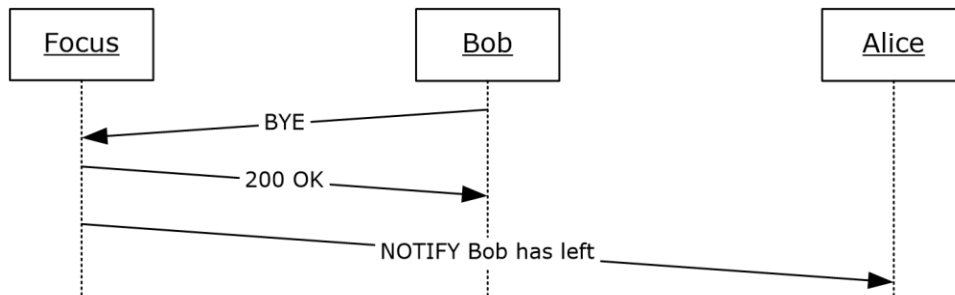 Focus
Bob
Alice
BYE
200 OK
NOTIFY Bob has left